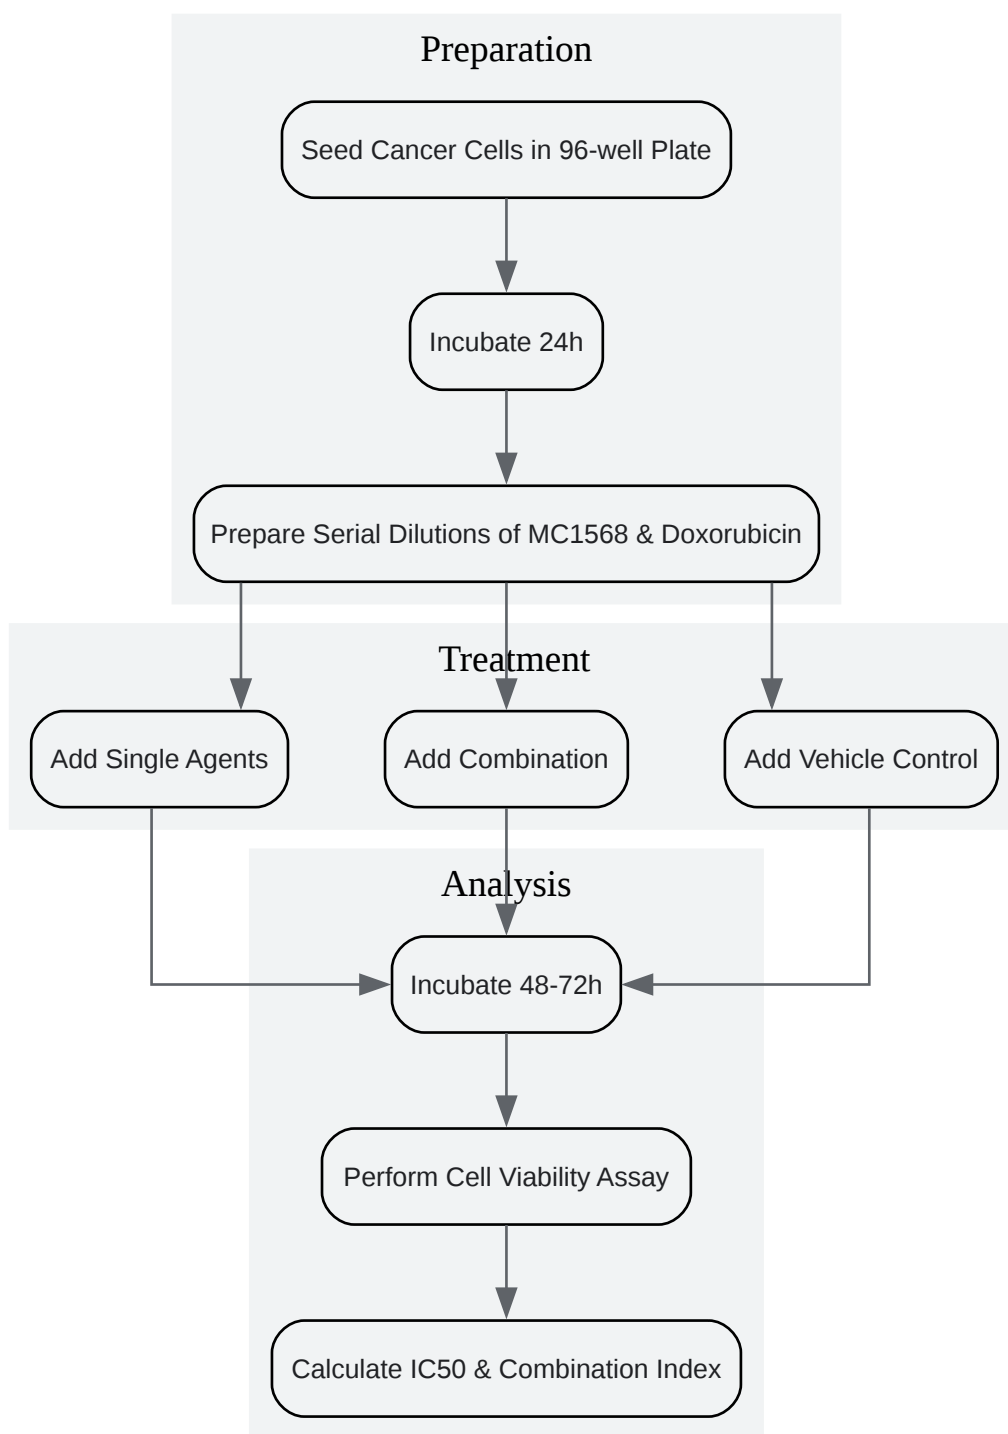 Preparation
Seed Cancer Cells in 96-well Plate
Incubate 24h
Prepare Serial Dilutions of MC1568 & Doxorubicin
Treatment
Add Single Agents
Add Combination
Add Vehicle Control
Analysis
Incubate 48-72h
Perform Cell Viability Assay
Calculate IC50 & Combination Index